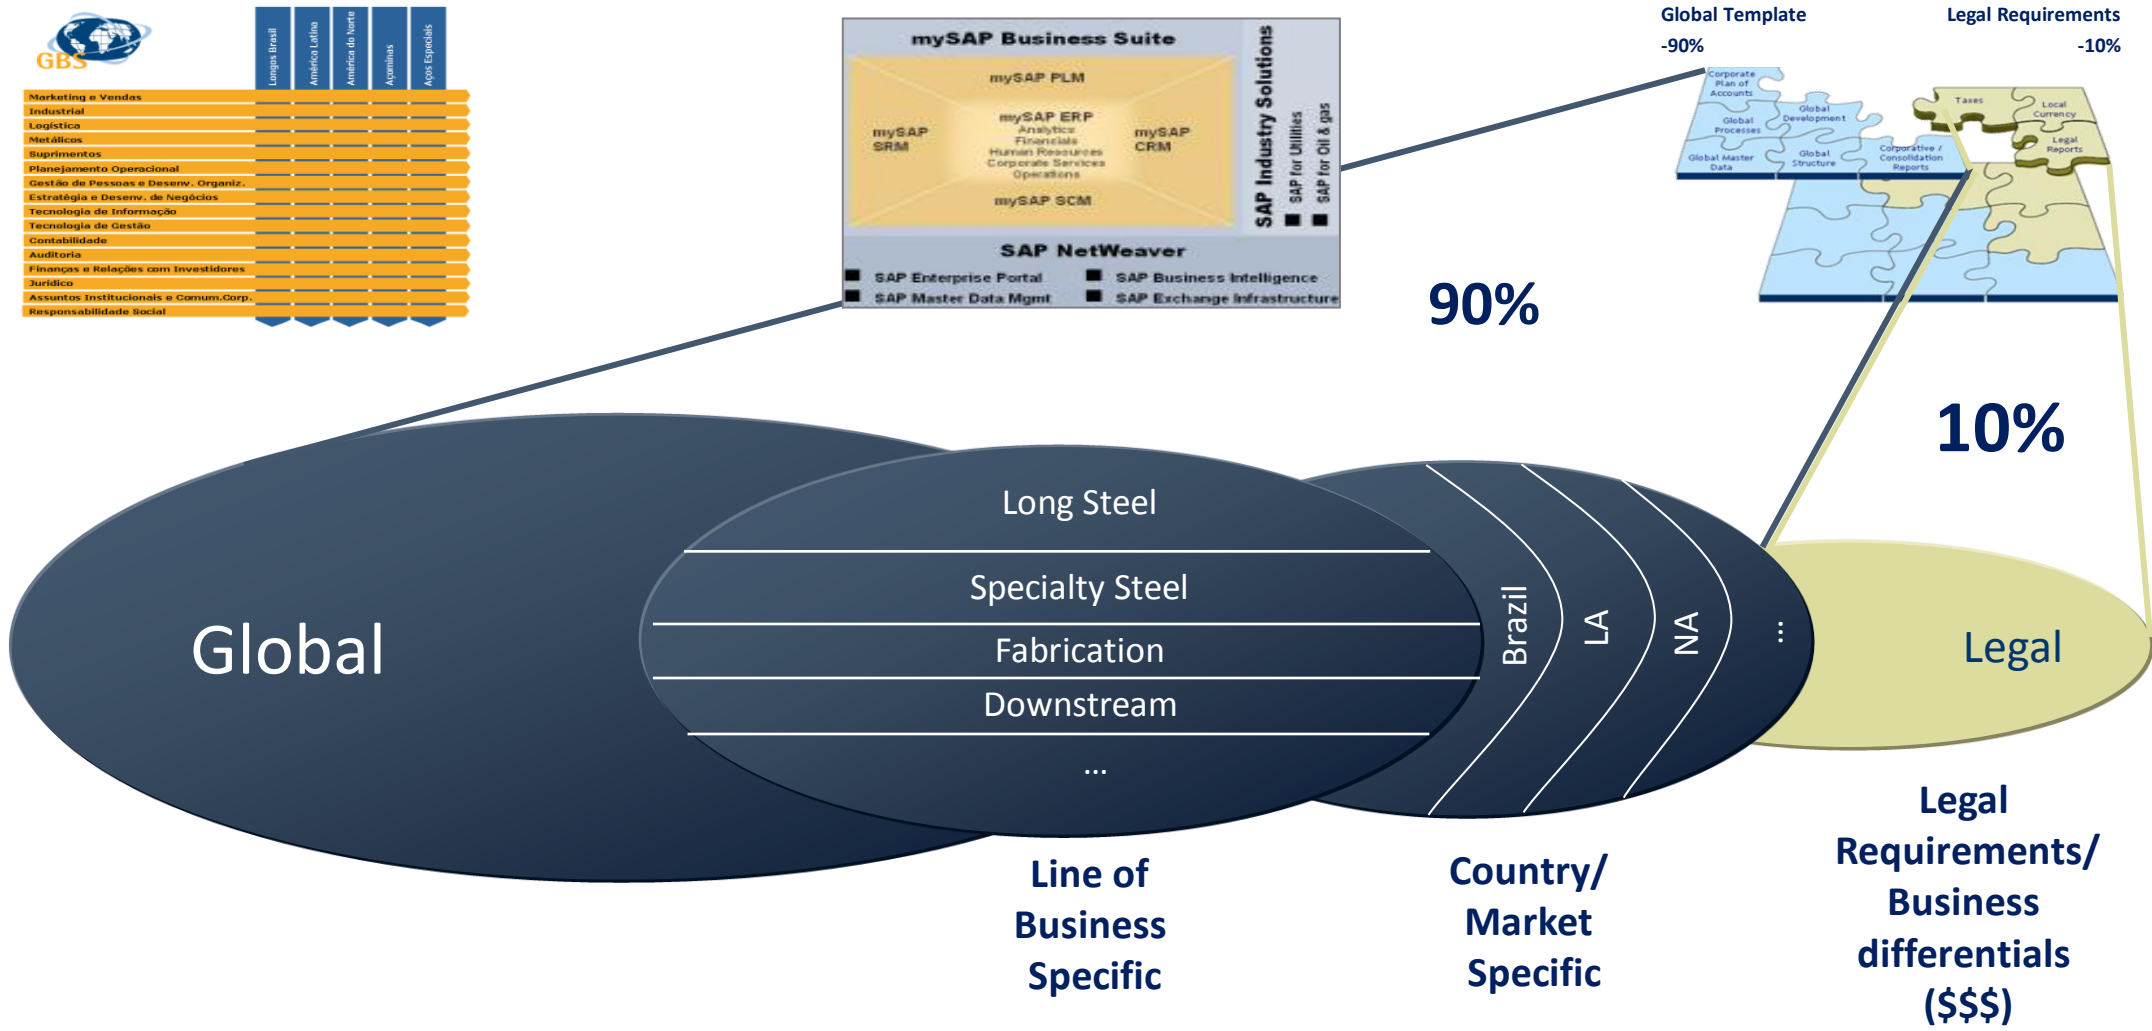 GBS
Longos Brasil
América Latina
América do Norte
Açominas
Aços Especiais
Marketing e Vendas
Industrial
Logística
Metálicos
Suprimentos
Planejamento Operacional
Gestão de Pessoas e Desenv. Organiz.
Estratégia e Desenv. de Negócios
Tecnologia de Informação
Tecnologia de Gestão
Contabilidade
Auditoria
Finanças e Relações com Investidores
Jurídico
Assuntos Institucionais e Comum.Corp.
Responsabilidade Social
mySAP Business Suite
mySAP PLM
mySAP
SRM
mySAP ERP
Analytics
Financials
Human Resources
Corporate Services
Operations
mySAP
CRM
mySAP SCM
SAP Industry Solutions
SAP for Utilities
SAP for Oil & gas
SAP NetWeaver
SAP Enterprise Portal
SAP Business Intelligence
SAP Master Data Mgmt
SAP Exchange Infrastructure
Global Template
-90%
Legal Requirements
-10%
Corporate
Plan of
Accounts
Global
Development
Global
Processes
Global Master
Data
Global
Structure
Corporative /
Consolidation
Reports
Taxes
Local
Currency
Legal
Reports
90%
10%
Global
Long Steel
Specialty Steel
Fabrication
Downstream
...
Brazil
LA
NA
...
Legal
Line of
Business
Specific
Country/
Market
Specific
Legal
Requirements/
Business
differentials
($$$)